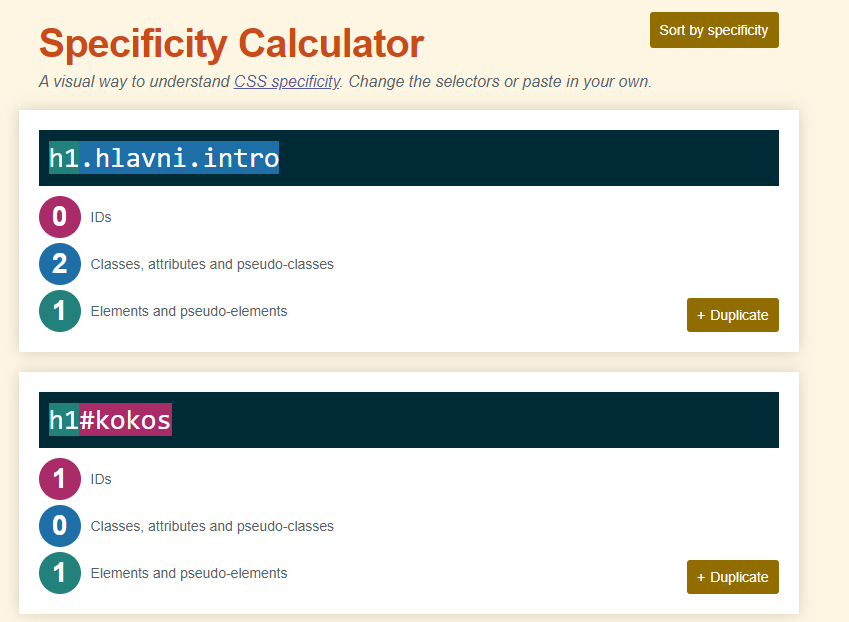 Specificity Calculator
Sort by specificity
A visual way to understand CSS specificity. Change the selectors or paste in your own.
h1.hlavni.intro
0 IDs
2 Classes, attributes and pseudo-classes
1 Elements and pseudo-elements
+ Duplicate
h1#kokos
1 IDs
0 Classes, attributes and pseudo-classes
1 Elements and pseudo-elements
+ Duplicate